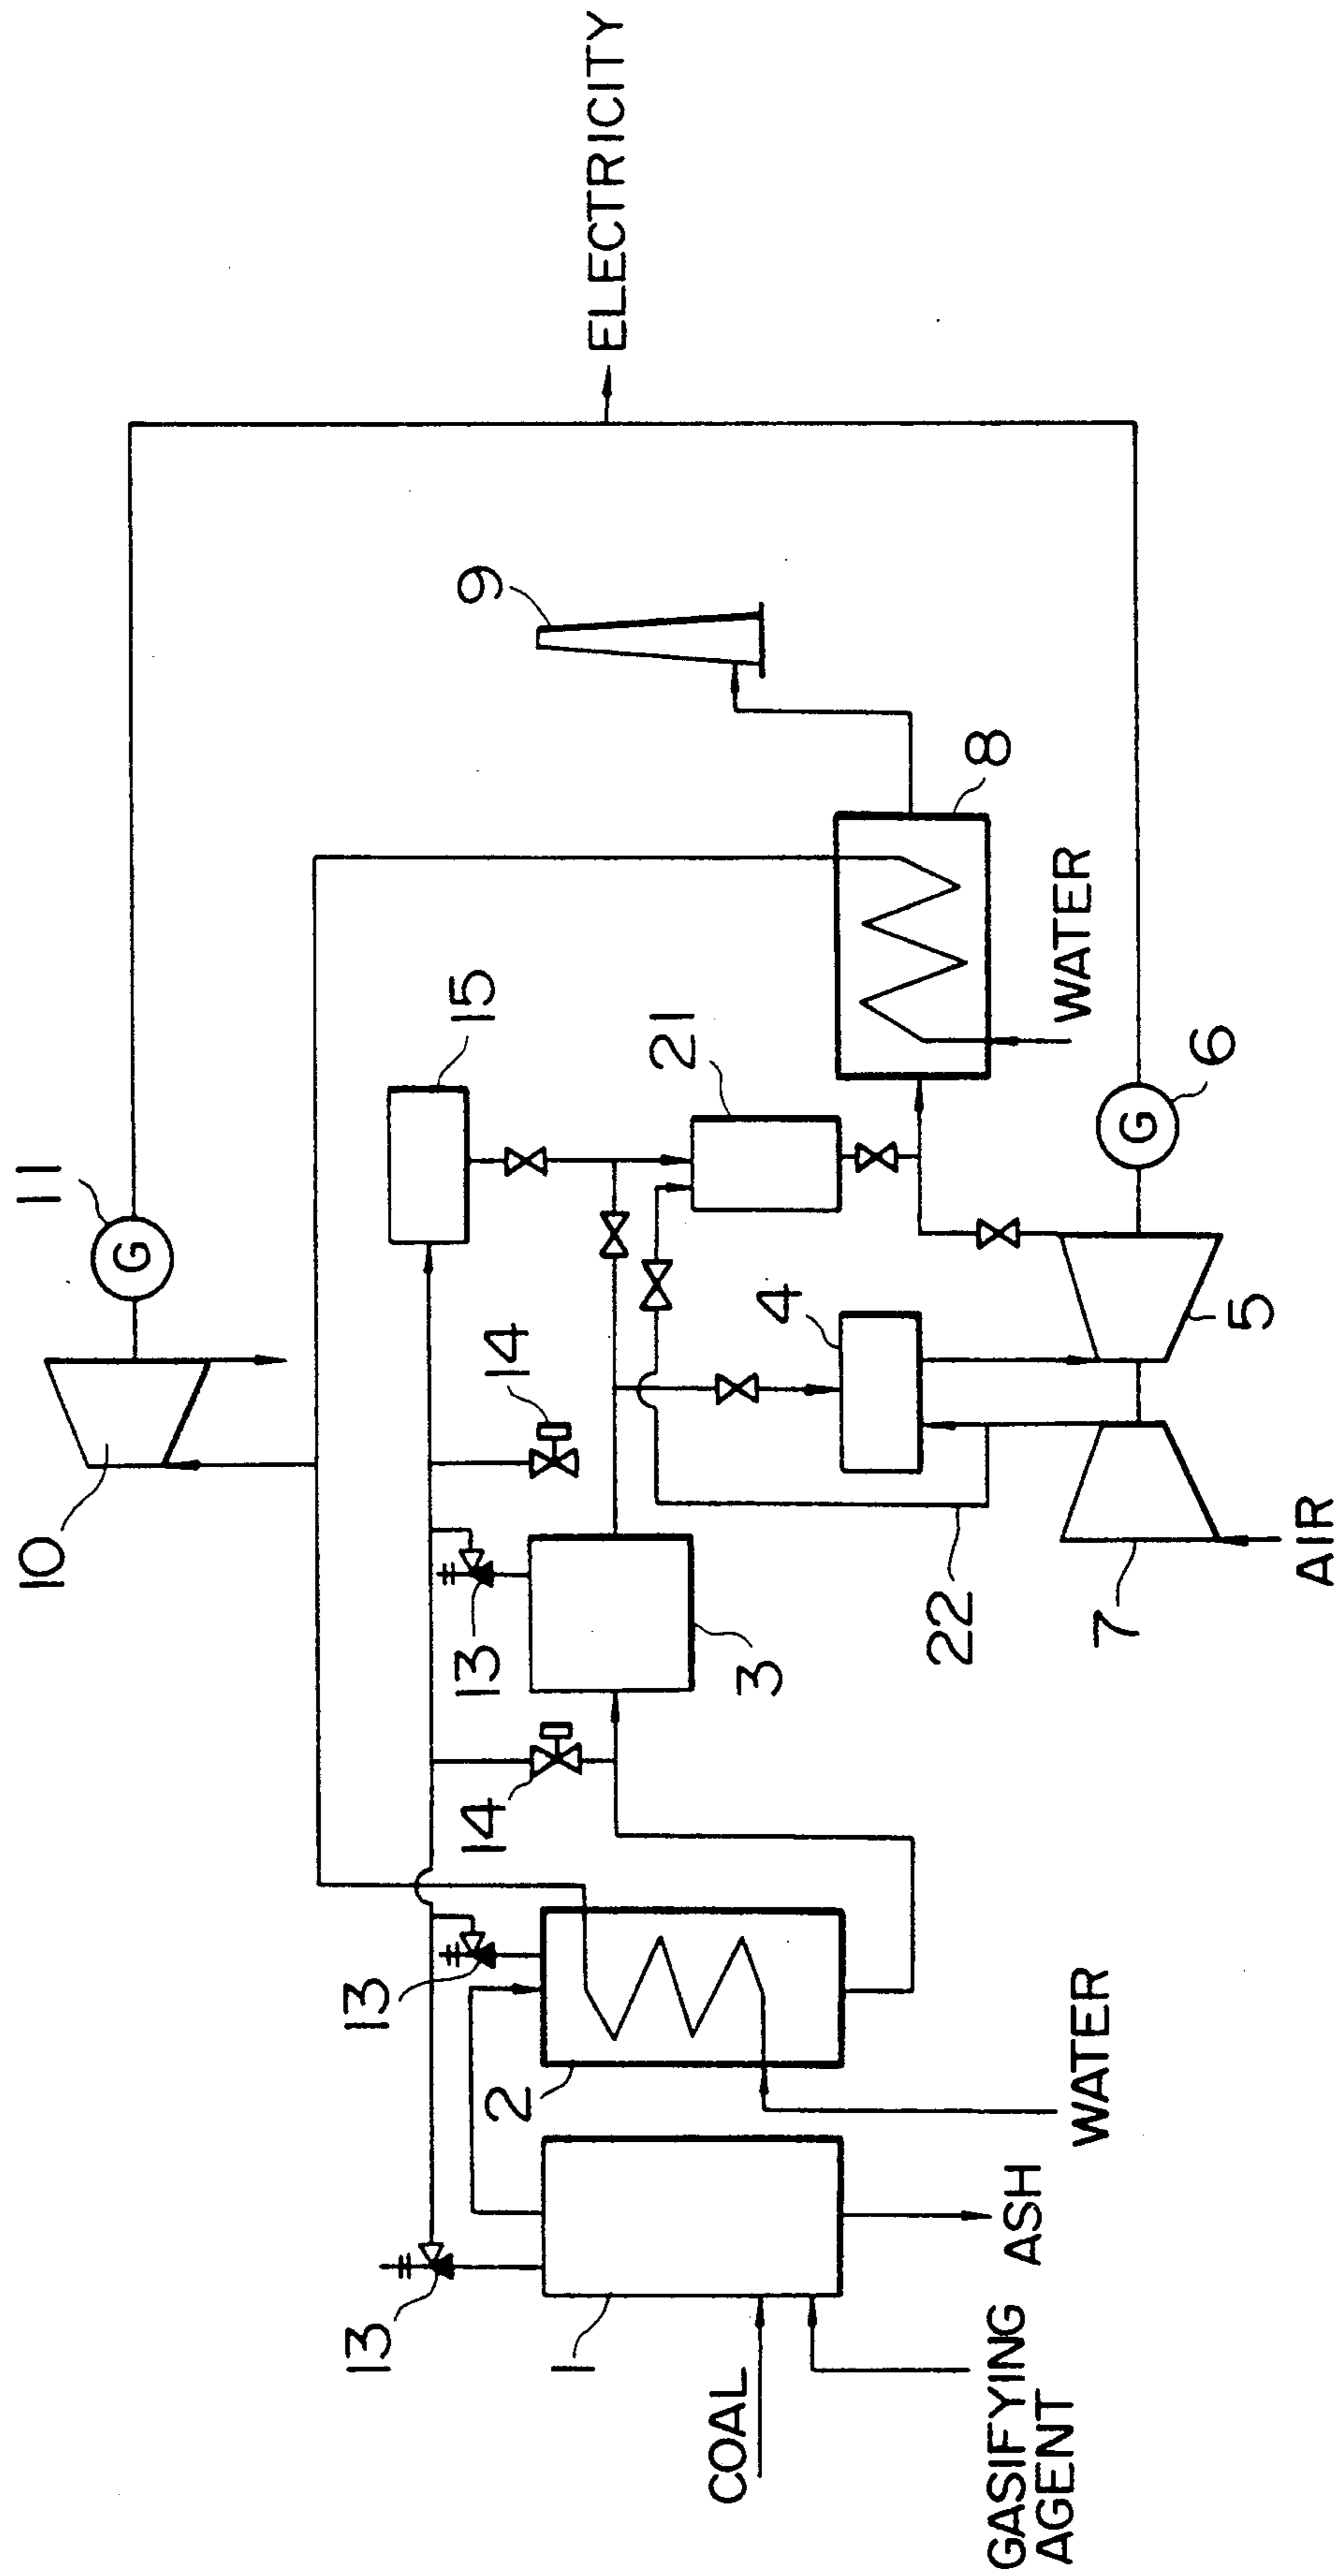 10
11
G
13
13
2
14
13
14
15
9
1
ELECTRICITY
21
COAL
3
4
22
8
GASIFYING
AGENT
ASH
WATER
WATER
7
G
6
5
AIR